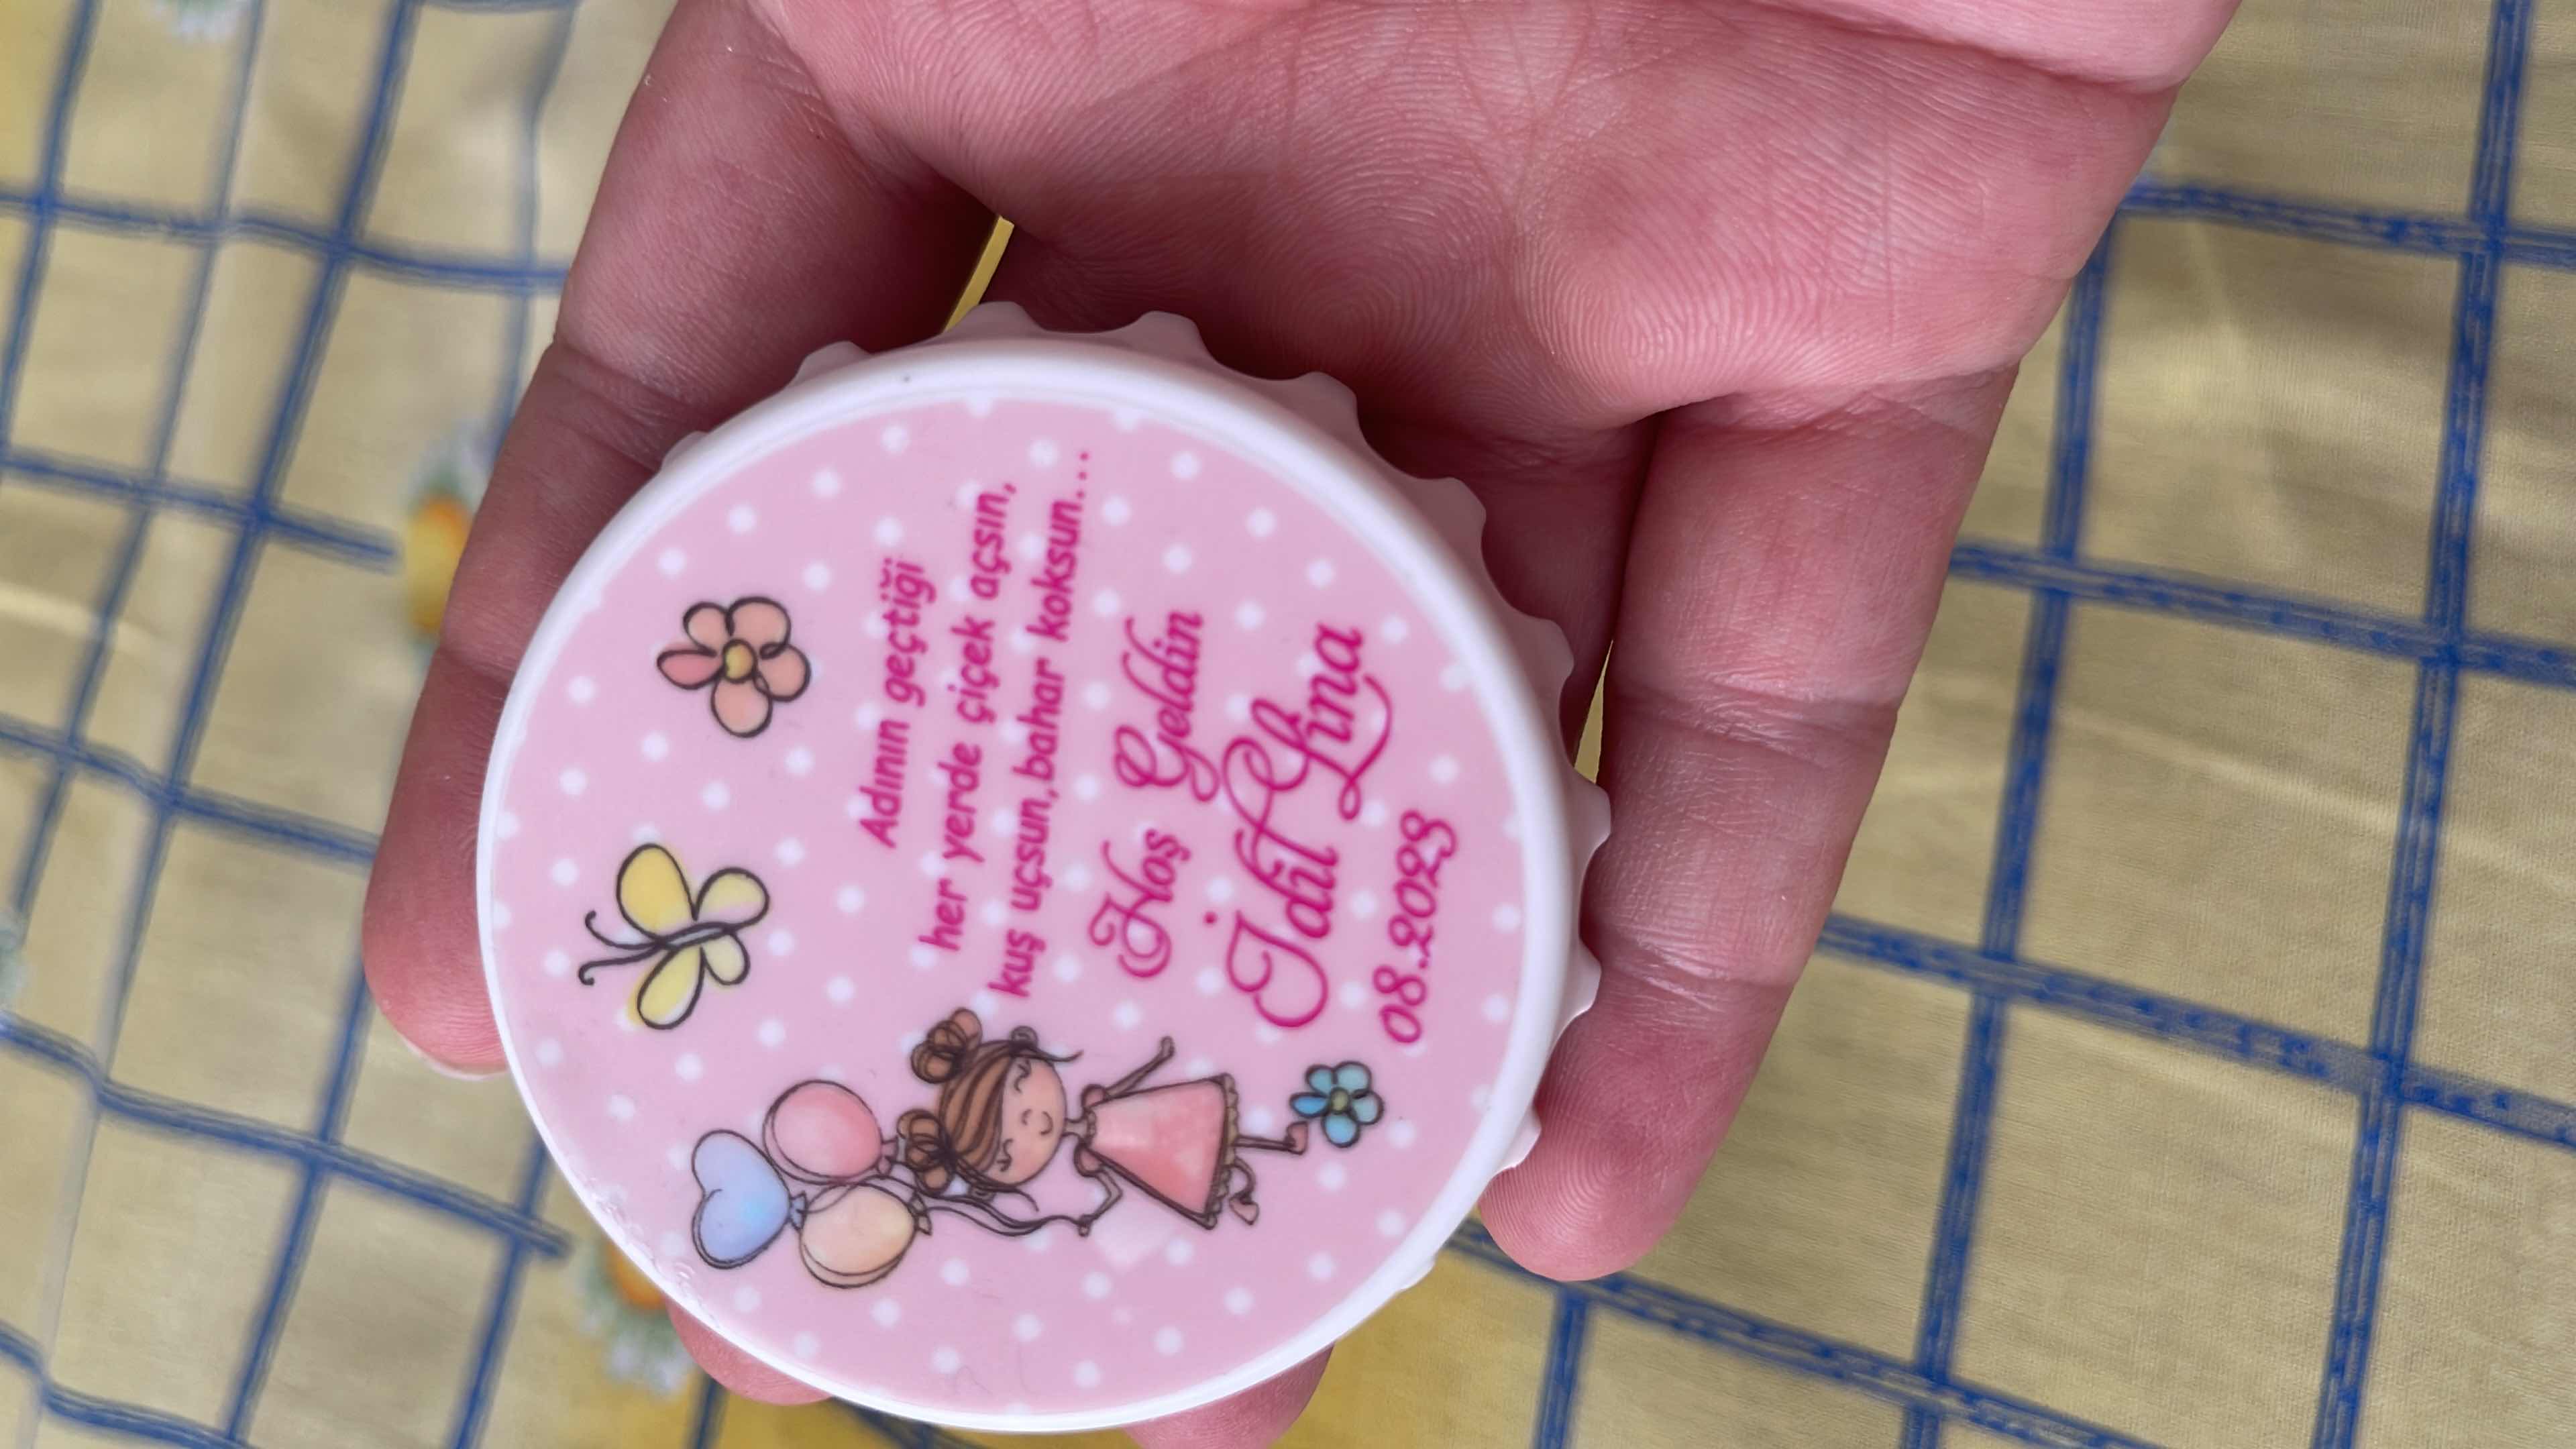 Adının geçtiği
her yerde çiçek açsın,
kuş uçsun,bahar koksun...
Hoş Geldin
İdil Lina
08.2023